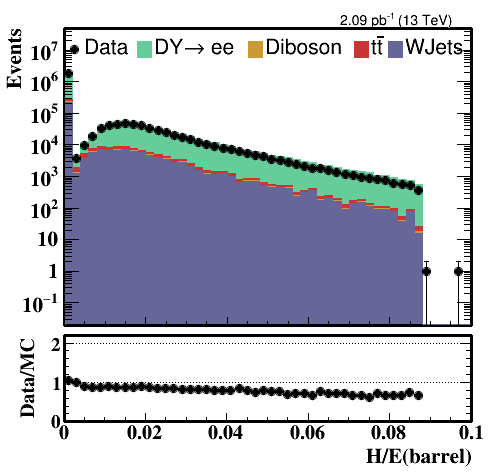 2.09 pb⁻¹ (13 TeV)
Events
Data DY→ ee Diboson tt̄ WJets
10⁷
10⁶
10⁵
10⁴
10³
10²
10
1
10⁻¹
Data/MC
2
1
0
0 0.02 0.04 0.06 0.08 0.1
H/E(barrel)